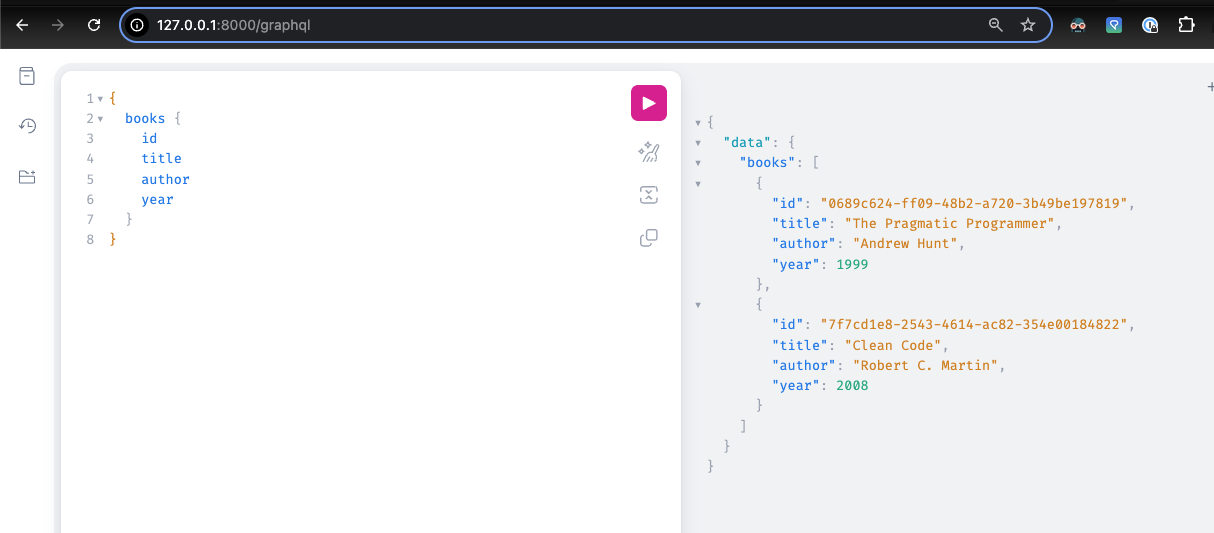 127.0.0.1:8000/graphql
1 {
2 books {
3 id
4 title
5 author
6 year
7 }
8 }
{
"data": {
"books": [
{
"id": "0689c624-ff09-48b2-a720-3b49be197819",
"title": "The Pragmatic Programmer",
"author": "Andrew Hunt",
"year": 1999
},
{
"id": "7f7cd1e8-2543-4614-ac82-354e00184822",
"title": "Clean Code",
"author": "Robert C. Martin",
"year": 2008
}
]
}
}